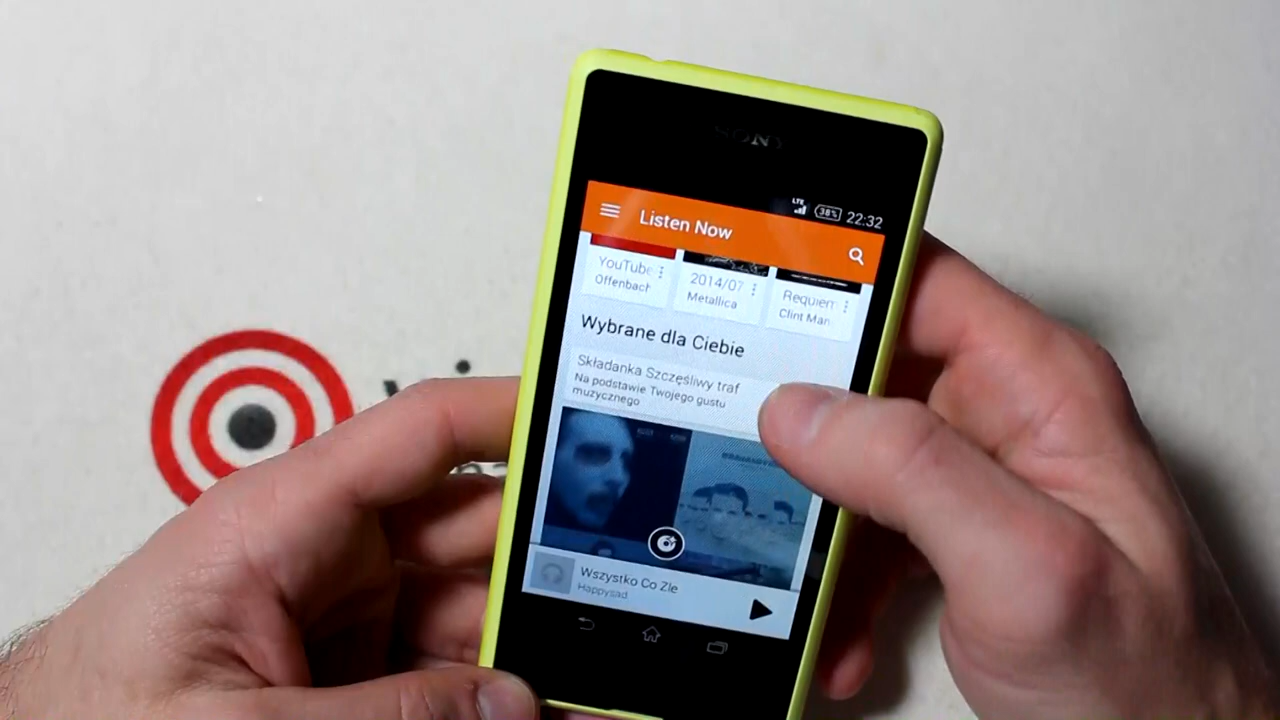 SONY
LTE 38% 22:32
Listen Now
YouTube
Offenbach
2014/07
Metallica
Requiem
Clint Man
Wybrane dla Ciebie
Składanka Szczęśliwy traf
Na podstawie Twojego gustu
muzycznego
Wszystko Co Złe
Happysad